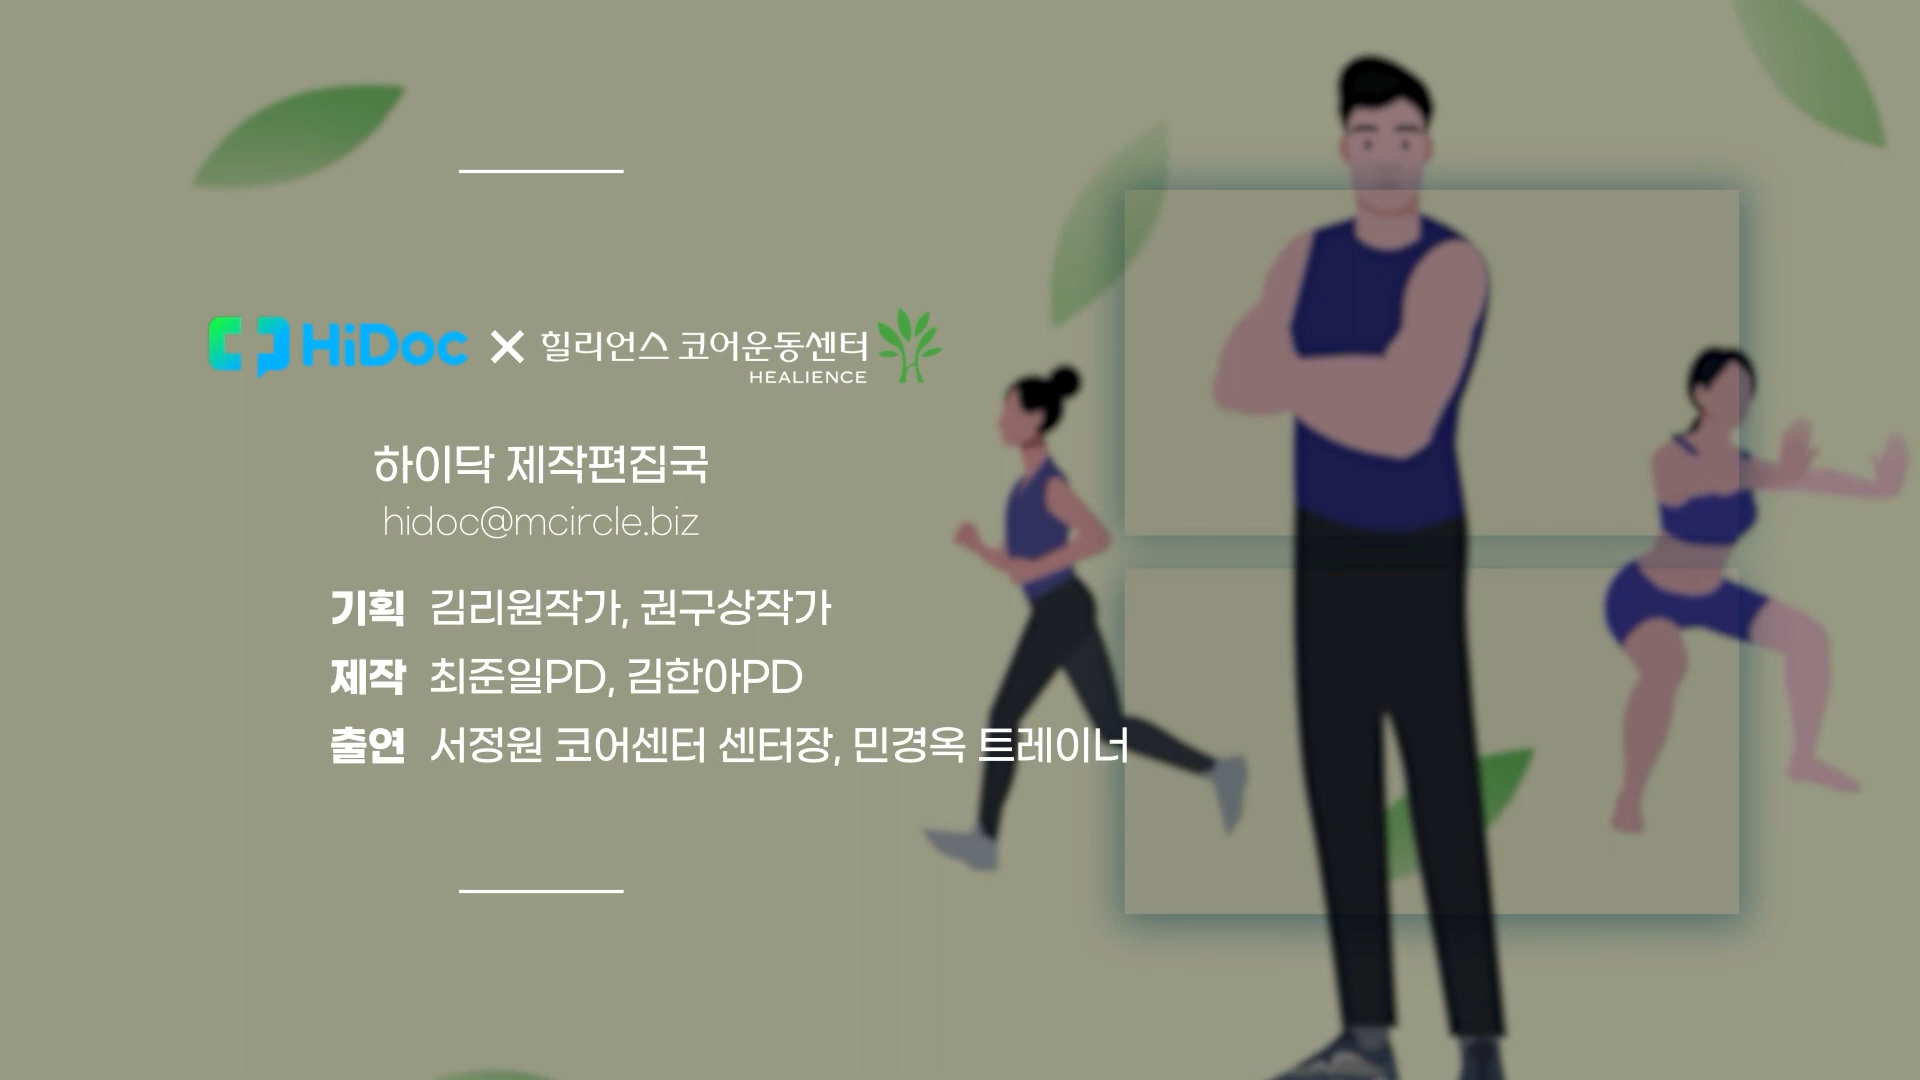 HiDoc × 힐리언스 코어운동센터
HEALIENCE
하이닥 제작편집국
hidoc@mcircle.biz
기획 김리원작가, 권구상작가
제작 최준일PD, 김한아PD
출연 서정원 코어센터 센터장, 민경옥 트레이너